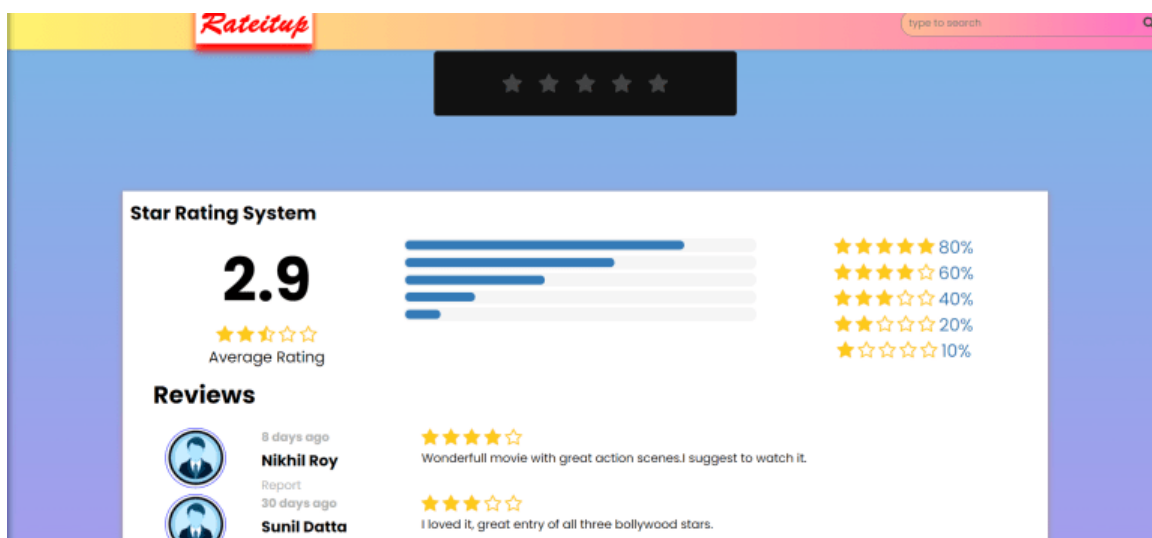 Rateitup
type to search
Star Rating System
2.9
Average Rating
80%
60%
40%
20%
10%
Reviews
8 days ago
Nikhil Roy
Report
Wonderfull movie with great action scenes.I suggest to watch it.
30 days ago
Sunil Datta
I loved it, great entry of all three bollywood stars.